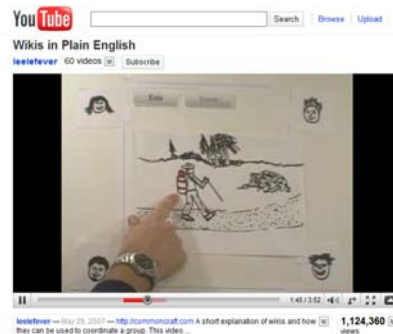 YouTube Search Browse Upload
Wikis in Plain English
leelefever 60 videos Subscribe
Edit
1:45 / 3:52
leelefever — May 29, 2007 — http://commoncraft.com A short explanation of wikis and how
they can be used to coordinate a group. This video ...
1,124,360
views